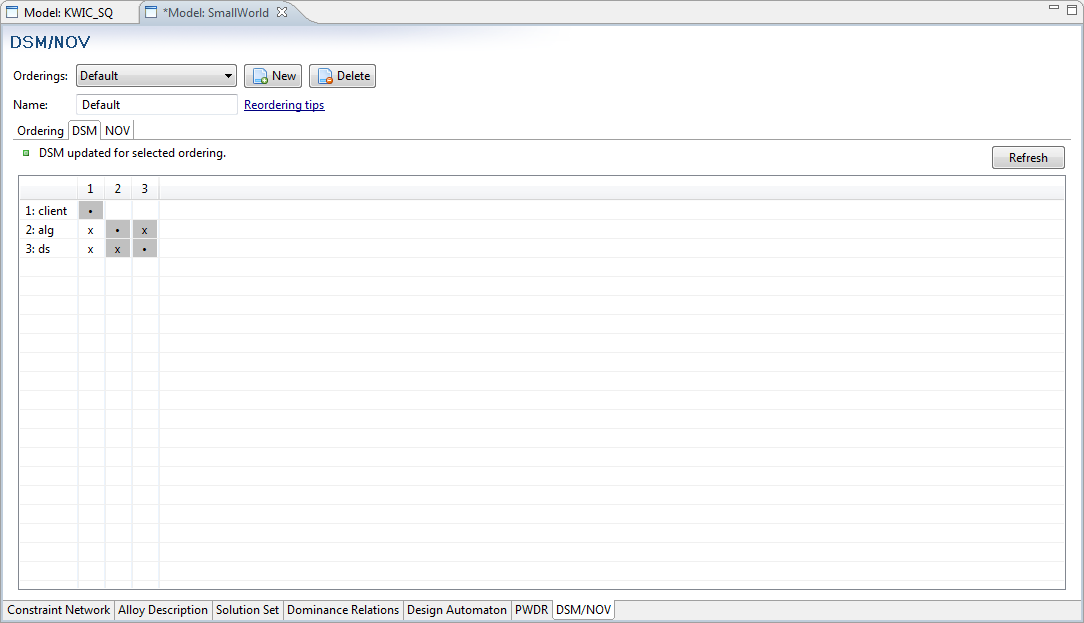 Model: KWIC_SQ *Model: SmallWorld
DSM/NOV
Orderings: Default New Delete
Name: Default Reordering tips
Ordering DSM NOV
DSM updated for selected ordering.
Refresh
1 2 3
1: client •
2: alg x • x
3: ds x x •
Constraint Network Alloy Description Solution Set Dominance Relations Design Automaton PWDR DSM/NOV